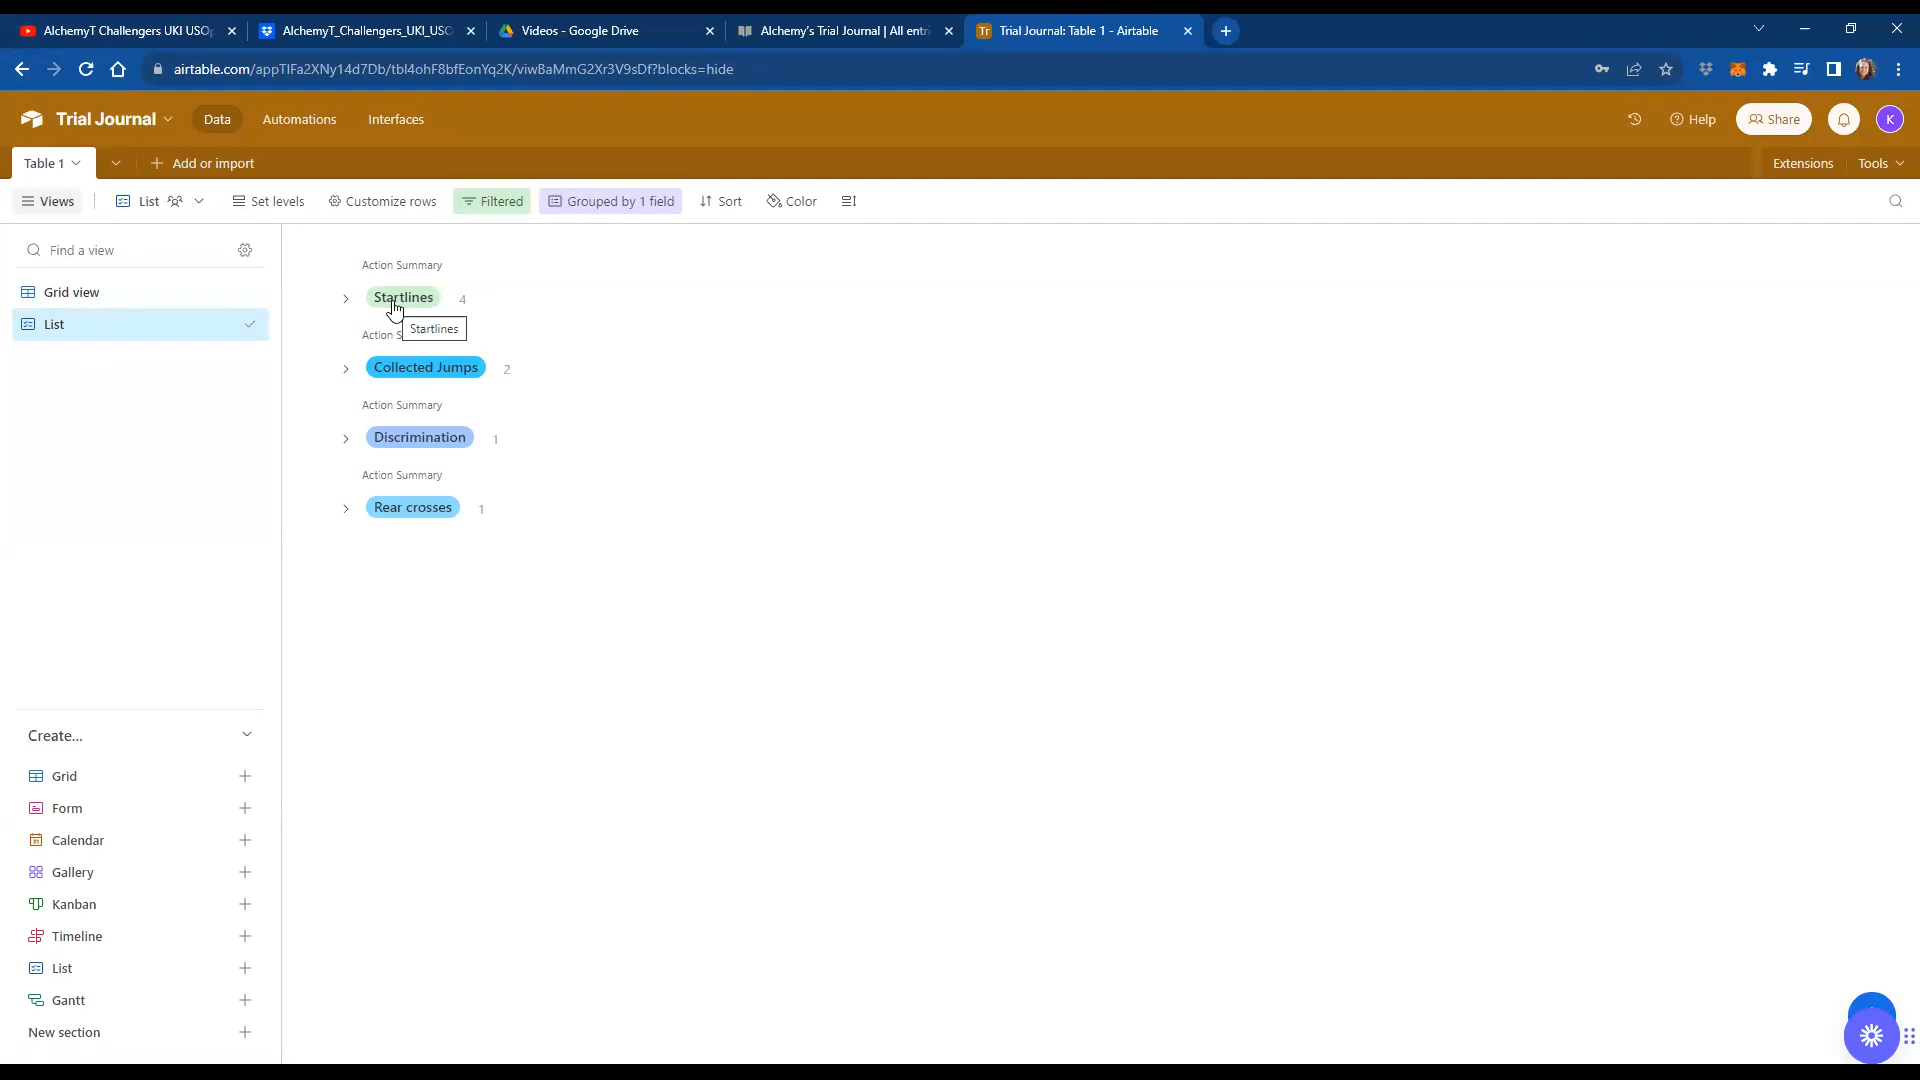 AlchemyT Challengers UKI USOp
AlchemyT_Challengers_UKI_USO
Videos - Google Drive
Alchemy's Trial Journal | All entri
Trial Journal: Table 1 - Airtable
airtable.com/appTIFa2XNy14d7Db/tbl4ohF8bfEonYq2K/viwBaMmG2Xr3V9sDf?blocks=hide
Trial Journal
Data
Automations
Interfaces
Help
Share
K
Table 1
Add or import
Extensions
Tools
Views
List
Set levels
Customize rows
Filtered
Grouped by 1 field
Sort
Color
Find a view
Grid view
List
Action Summary
Startlines 4
Startlines
Action S
Collected Jumps 2
Action Summary
Discrimination 1
Action Summary
Rear crosses 1
Create...
Grid
Form
Calendar
Gallery
Kanban
Timeline
List
Gantt
New section